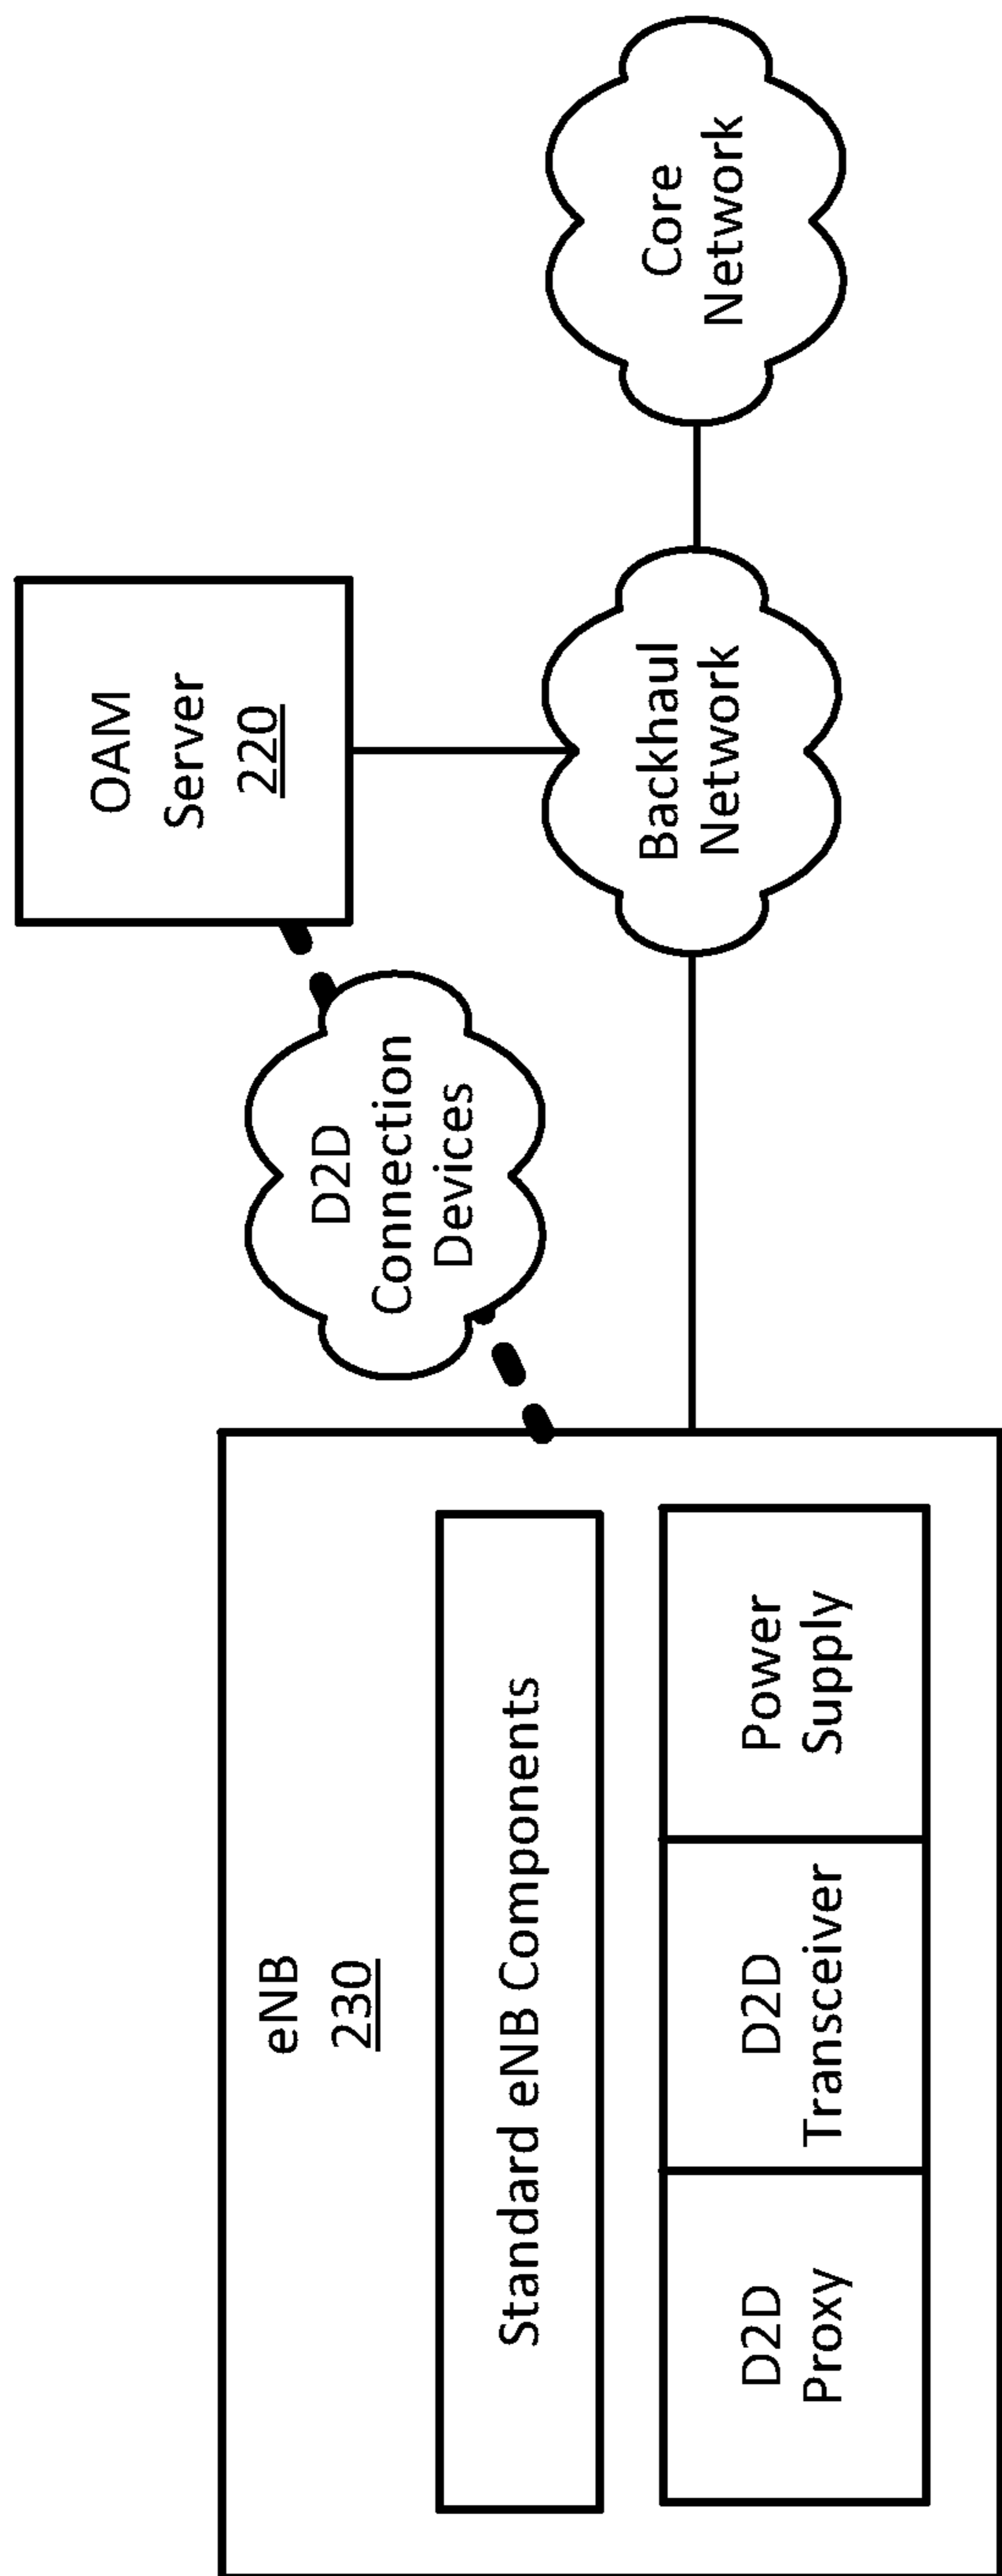 eNB
230
Standard eNB Components
D2D
Proxy
D2D
Transceiver
Power
Supply
D2D
Connection
Devices
OAM
Server
220
Backhaul
Network
Core
Network